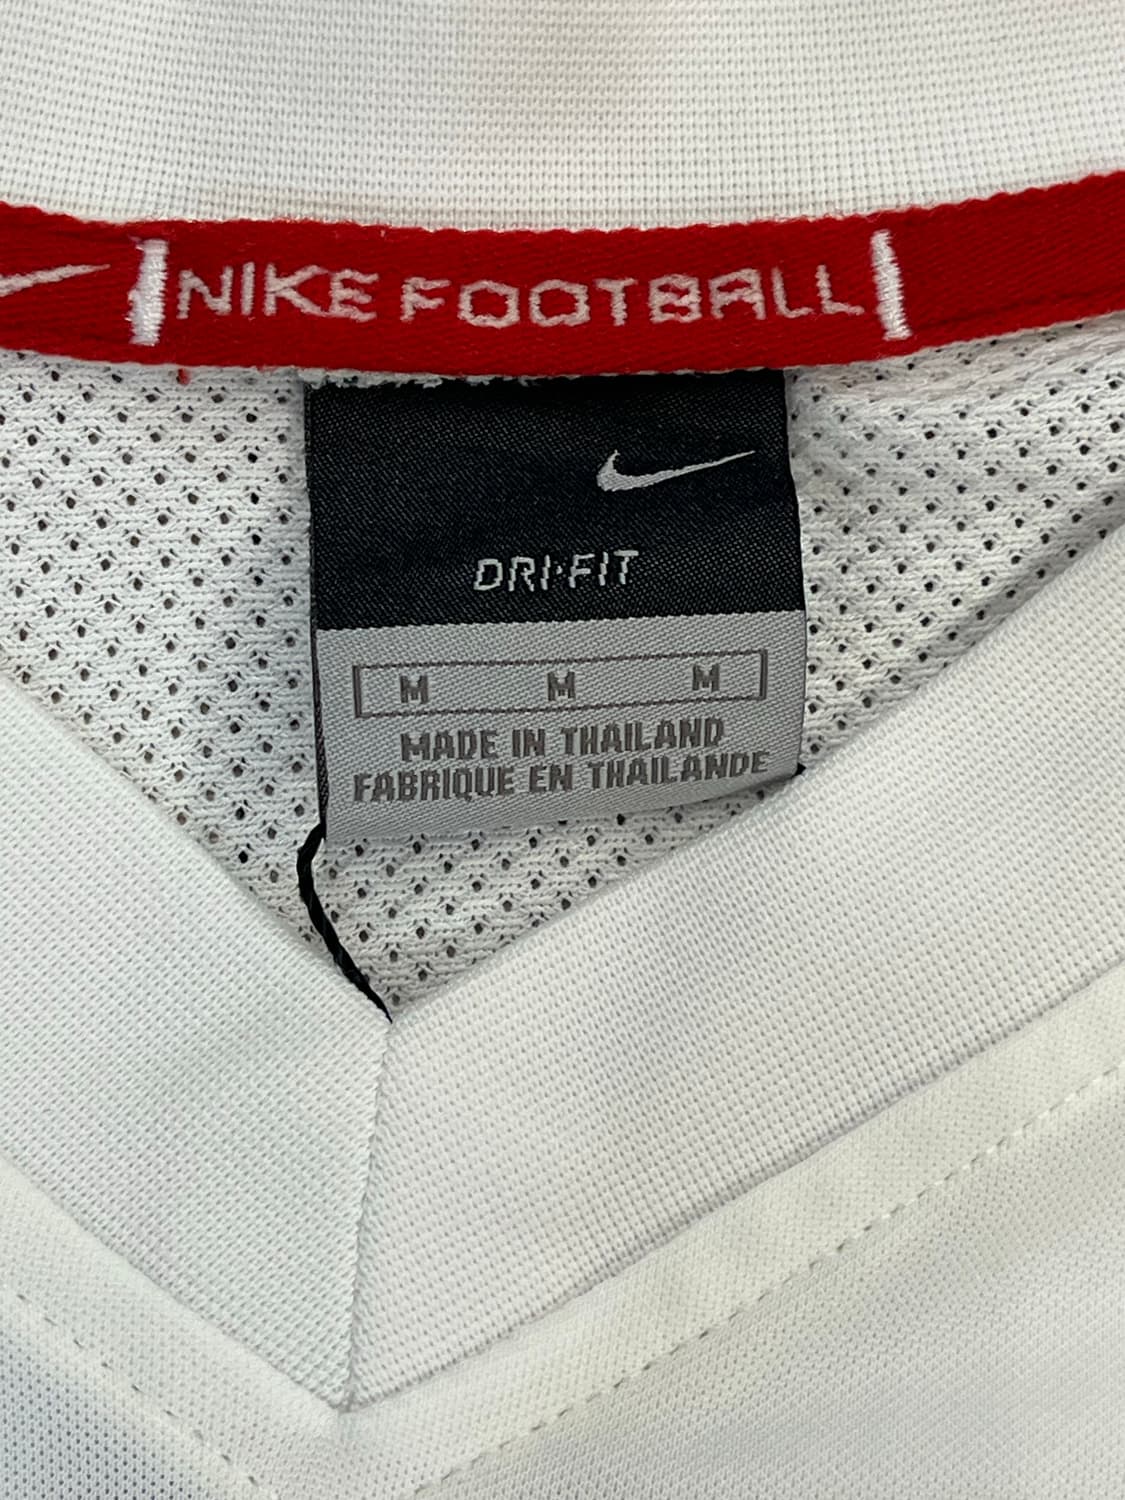 NIKE FOOTBALL
DRI-FIT
M M M
MADE IN THAILAND
FABRIQUE EN THAILANDE